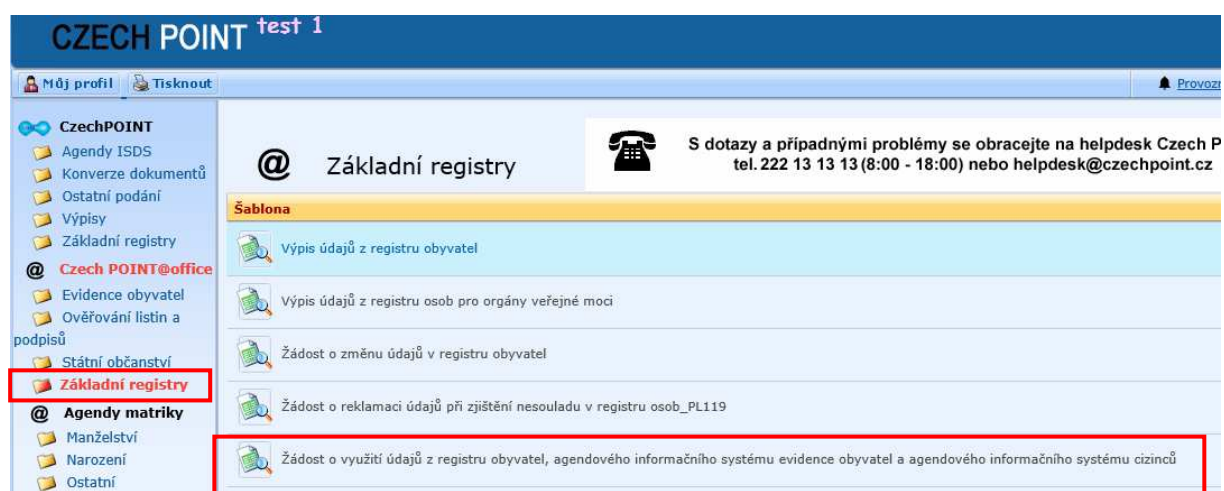 CZECH POINT test 1
Můj profil Tisknout
CzechPOINT
Agendy ISDS
Konverze dokumentů
Ostatní podání
Výpisy
Základní registry
@ Czech POINT@office
Evidence obyvatel
Ověřování listin a
podpisů
Státní občanství
Základní registry
@ Agendy matriky
Manželství
Narození
Ostatní
@ Základní registry
S dotazy a případnými problémy se obracejte na helpdesk Czech P
tel. 222 13 13 13 (8:00 - 18:00) nebo helpdesk@czechpoint.cz
Šablona
Výpis údajů z registru obyvatel
Výpis údajů z registru osob pro orgány veřejné moci
Žádost o změnu údajů v registru obyvatel
Žádost o reklamaci údajů při zjištění nesouladu v registru osob_PL119
Žádost o využití údajů z registru obyvatel, agendového informačního systému evidence obyvatel a agendového informačního systému cizinců